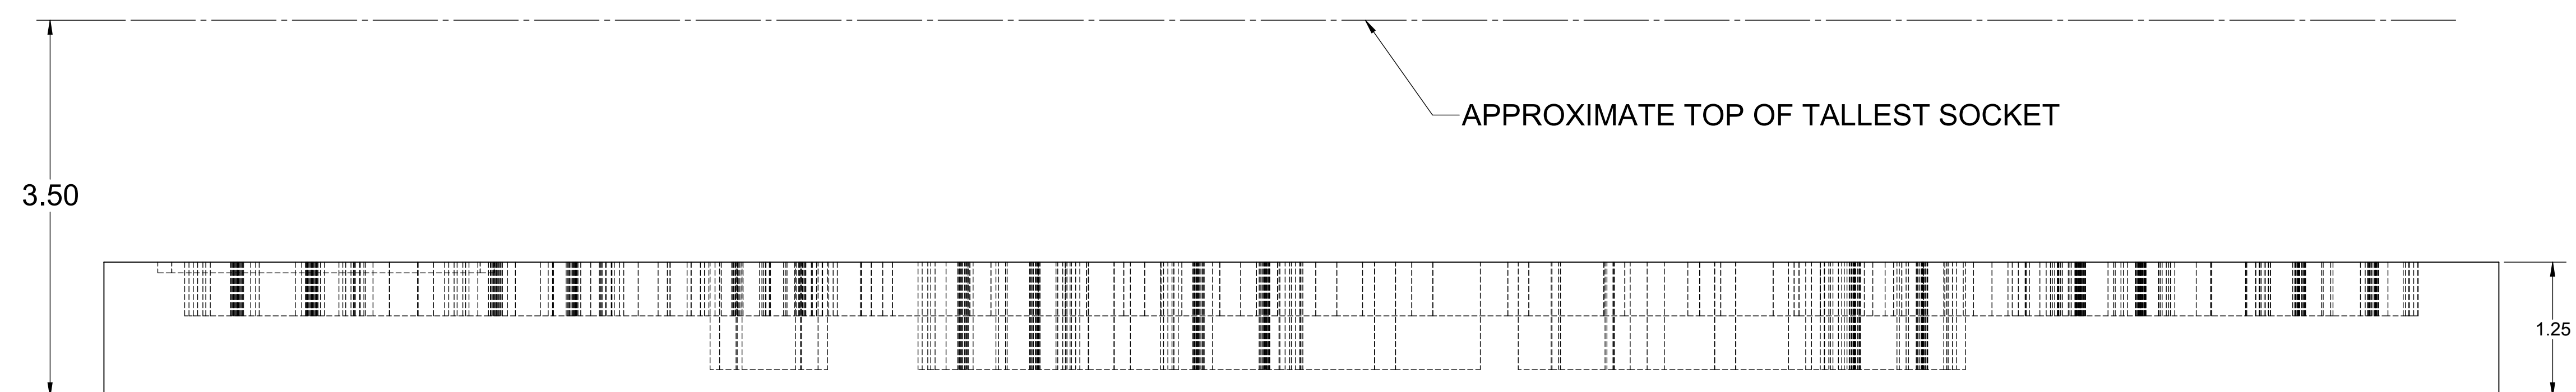 APPROXIMATE TOP OF TALLEST SOCKET
3.50
1.25